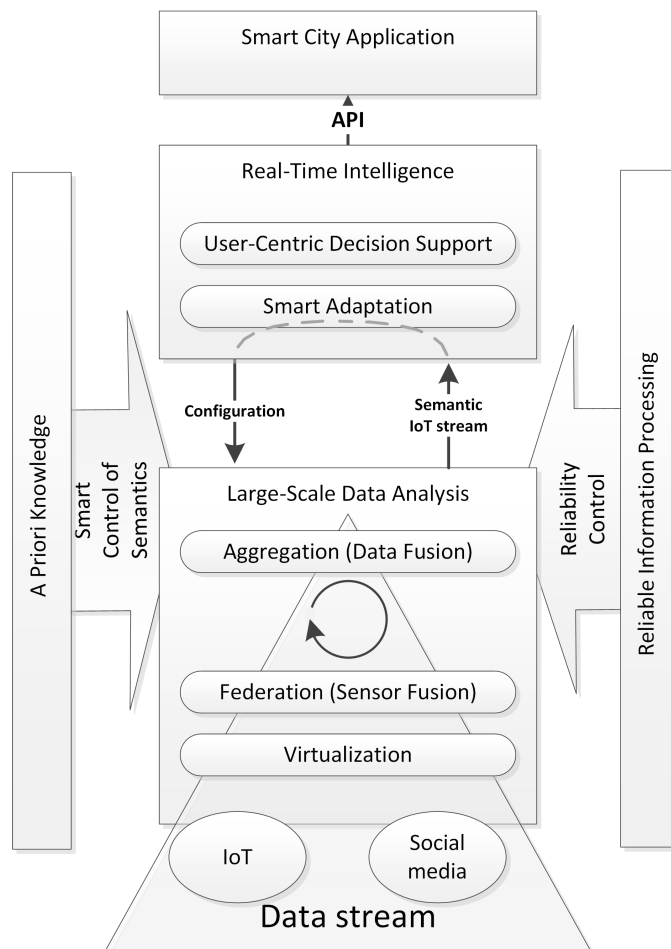 Smart City Application
API
Real-Time Intelligence
User-Centric Decision Support
Smart Adaptation
Configuration
Semantic
IoT stream
A Priori Knowledge
Smart
Control of
Semantics
Large-Scale Data Analysis
Aggregation (Data Fusion)
Federation (Sensor Fusion)
Virtualization
Reliability
Control
Reliable Information Processing
IoT
Social
media
Data stream